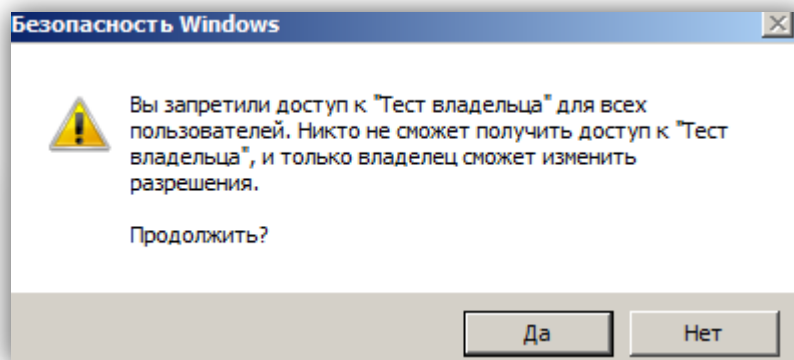 Безопасность Windows
Вы запретили доступ к "Тест владельца" для всех
пользователей. Никто не сможет получить доступ к "Тест
владельца", и только владелец сможет изменить
разрешения.
Продолжить?
Да
Нет